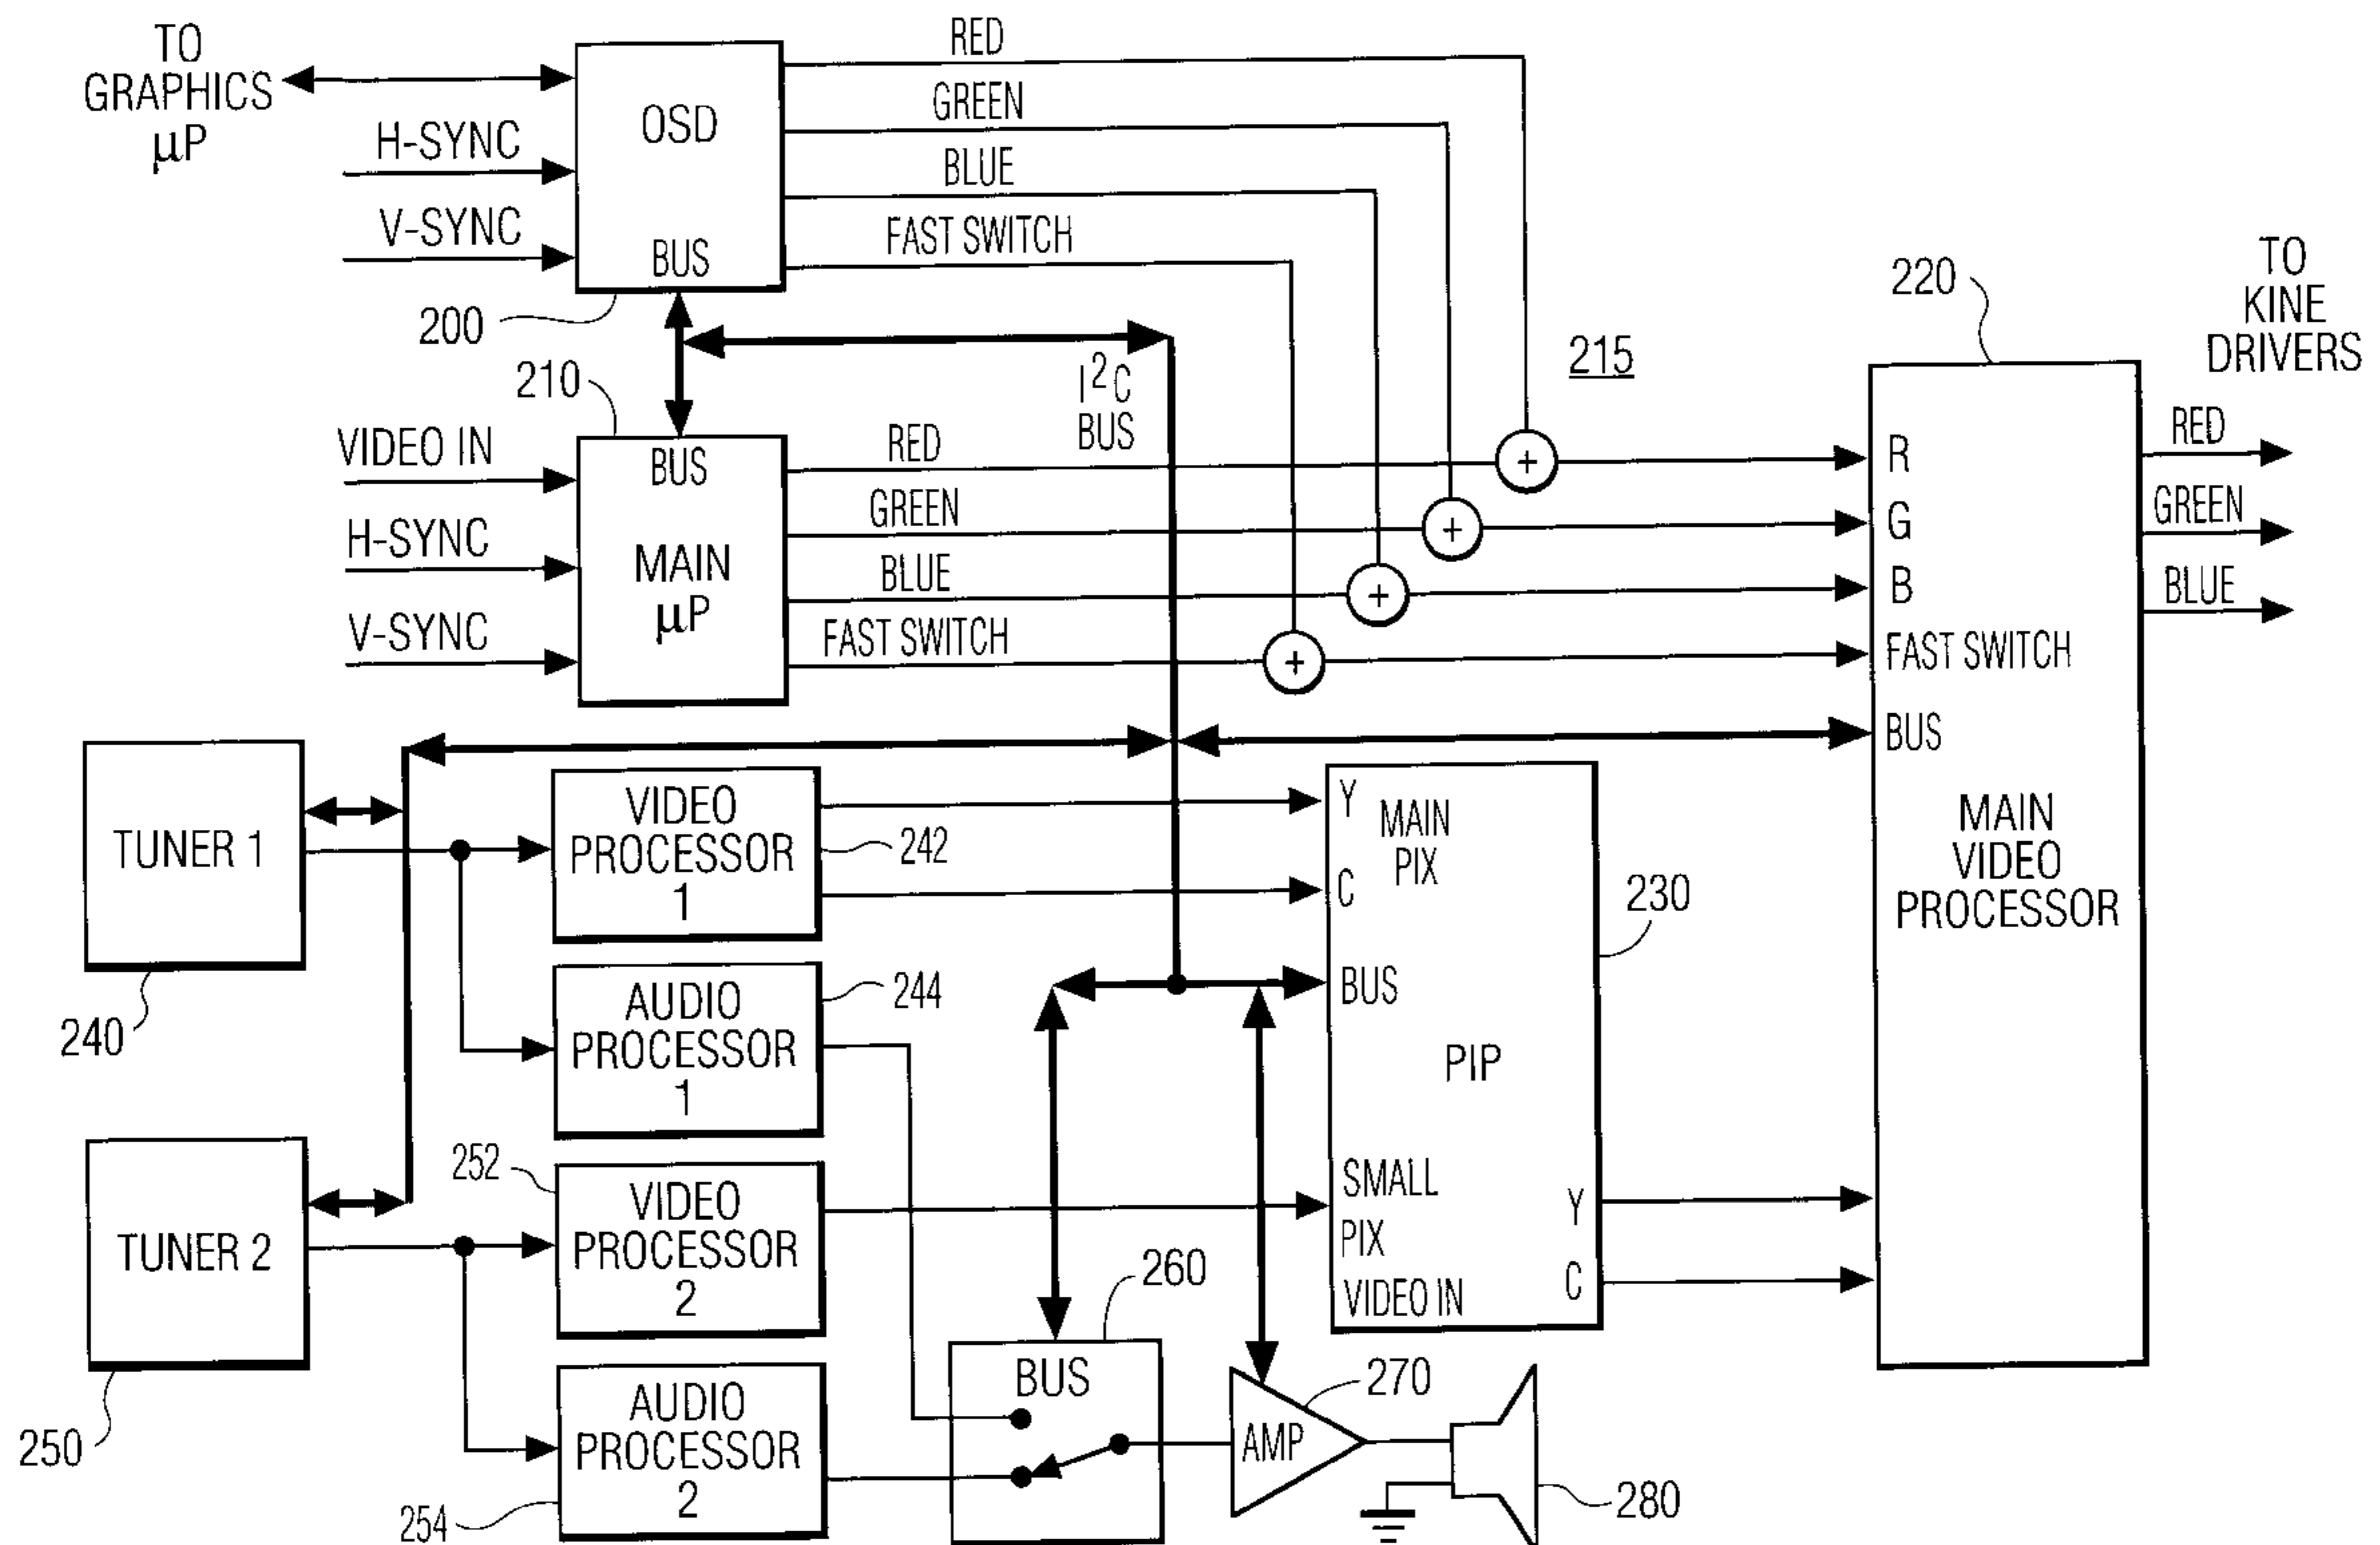 TO
GRAPHICS
μP
H-SYNC
V-SYNC
OSD
BUS
200
RED
GREEN
BLUE
FAST SWITCH
I²C
BUS
215
210
VIDEO IN
H-SYNC
V-SYNC
BUS
MAIN
μP
RED
GREEN
BLUE
FAST SWITCH
+
+
+
+
220
R
G
B
FAST SWITCH
BUS
MAIN
VIDEO
PROCESSOR
TO
KINE
DRIVERS
RED
GREEN
BLUE
TUNER 1
240
VIDEO
PROCESSOR
1
242
AUDIO
PROCESSOR
1
244
Y
MAIN
PIX
C
BUS
PIP
230
SMALL
PIX
VIDEO IN
Y
C
TUNER 2
250
252
VIDEO
PROCESSOR
2
AUDIO
PROCESSOR
2
254
260
BUS
AMP
270
280